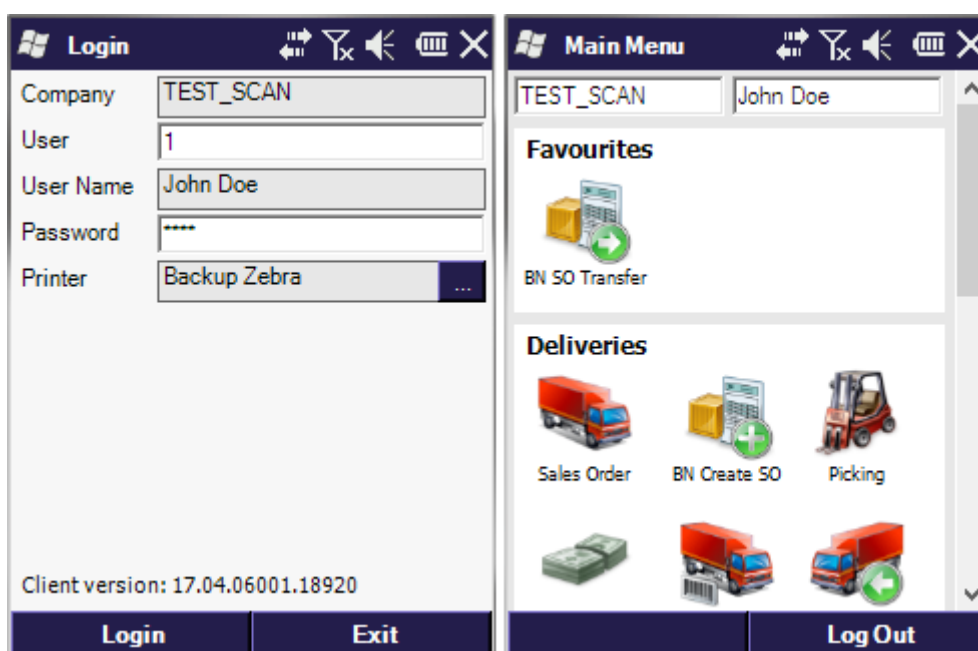 Login
Company TEST_SCAN
User 1
User Name John Doe
Password ****
Printer Backup Zebra ...
Client version: 17.04.06001.18920
Login Exit
Main Menu
TEST_SCAN John Doe
Favourites
BN SO Transfer
Deliveries
Sales Order BN Create SO Picking
Log Out